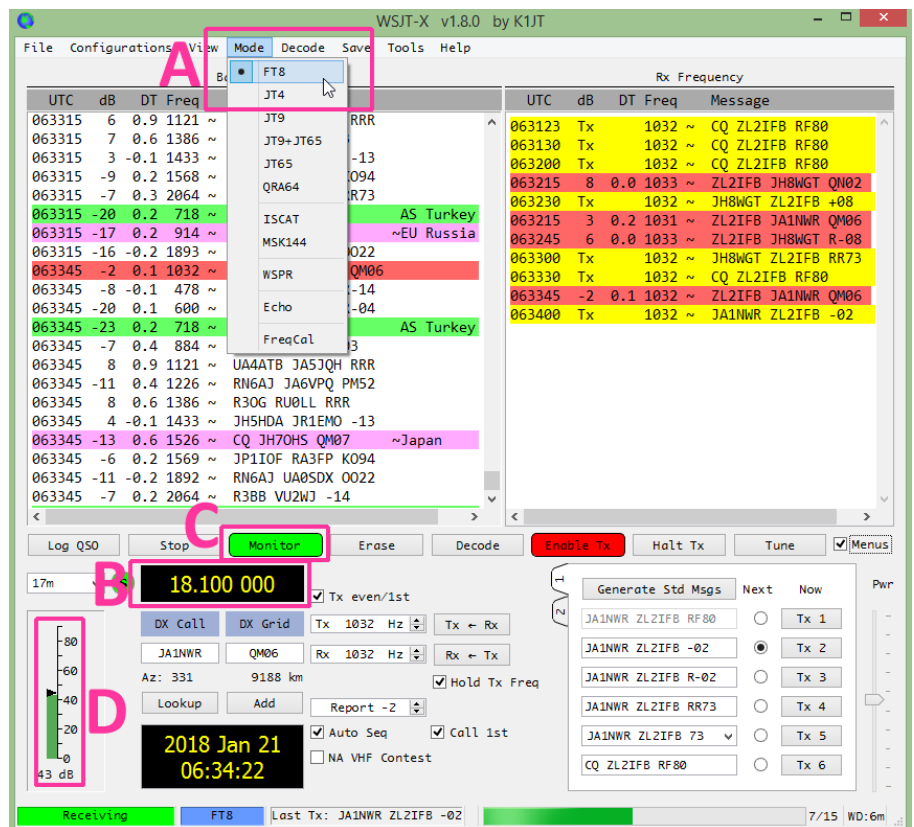 WSJT-X v1.8.0 by K1JT
File Configurations View Mode Decode Save Tools Help
A
FT8
JT4
JT9
JT9+JT65
JT65
QRA64
ISCAT
MSK144
WSPR
Echo
FreqCal
UTC dB DT Freq
063315 6 0.9 1121 ~ RRR
063315 7 0.6 1386 ~
063315 3 -0.1 1433 ~ -13
063315 -9 0.2 1568 ~ KO94
063315 -7 0.3 2064 ~ RR73
063315 -20 0.2 718 ~ AS Turkey
063315 -17 0.2 914 ~ ~EU Russia
063315 -16 -0.2 1893 ~ OO22
063345 -2 0.1 1032 ~ QM06
063345 -8 -0.1 478 ~ -14
063345 -20 0.1 600 ~ -04
063345 -23 0.2 718 ~ AS Turkey
063345 -7 0.4 884 ~
063345 8 0.9 1121 ~ UA4ATB JA5JQH RRR
063345 -11 0.4 1226 ~ RN6AJ JA6VPQ PM52
063345 8 0.6 1386 ~ R3OG RU0LL RRR
063345 4 -0.1 1433 ~ JH5HDA JR1EMO -13
063345 -13 0.6 1526 ~ CQ JH7OHS QM07 ~Japan
063345 -6 0.2 1569 ~ JP1IOF RA3FP KO94
063345 -11 -0.2 1892 ~ RN6AJ UA0SDX OO22
063345 -7 0.2 2064 ~ R3BB VU2WJ -14
Rx Frequency
UTC dB DT Freq Message
063123 Tx 1032 ~ CQ ZL2IFB RF80
063130 Tx 1032 ~ CQ ZL2IFB RF80
063200 Tx 1032 ~ CQ ZL2IFB RF80
063215 8 0.0 1033 ~ ZL2IFB JH8WGT QN02
063230 Tx 1032 ~ JH8WGT ZL2IFB +08
063215 3 0.2 1031 ~ ZL2IFB JA1NWR QM06
063245 6 0.0 1033 ~ ZL2IFB JH8WGT R-08
063300 Tx 1032 ~ JH8WGT ZL2IFB RR73
063330 Tx 1032 ~ CQ ZL2IFB RF80
063345 -2 0.1 1032 ~ ZL2IFB JA1NWR QM06
063400 Tx 1032 ~ JA1NWR ZL2IFB -02
C
Log QSO Stop Monitor Erase Decode Enable Tx Halt Tx Tune Menus
17m B 18.100 000
Tx even/1st
DX Call DX Grid Tx 1032 Hz Tx ← Rx
JA1NWR QM06 Rx 1032 Hz Rx ← Tx
Az: 331 9188 km Hold Tx Freq
Lookup Add Report -2
Auto Seq Call 1st
NA VHF Contest
2018 Jan 21
06:34:22
80
60
40
20
0
43 dB
D
1
2
Generate Std Msgs Next Now Pwr
JA1NWR ZL2IFB RF80 Tx 1
JA1NWR ZL2IFB -02 Tx 2
JA1NWR ZL2IFB R-02 Tx 3
JA1NWR ZL2IFB RR73 Tx 4
JA1NWR ZL2IFB 73 Tx 5
CQ ZL2IFB RF80 Tx 6
Receiving FT8 Last Tx: JA1NWR ZL2IFB -02 7/15 WD:6m